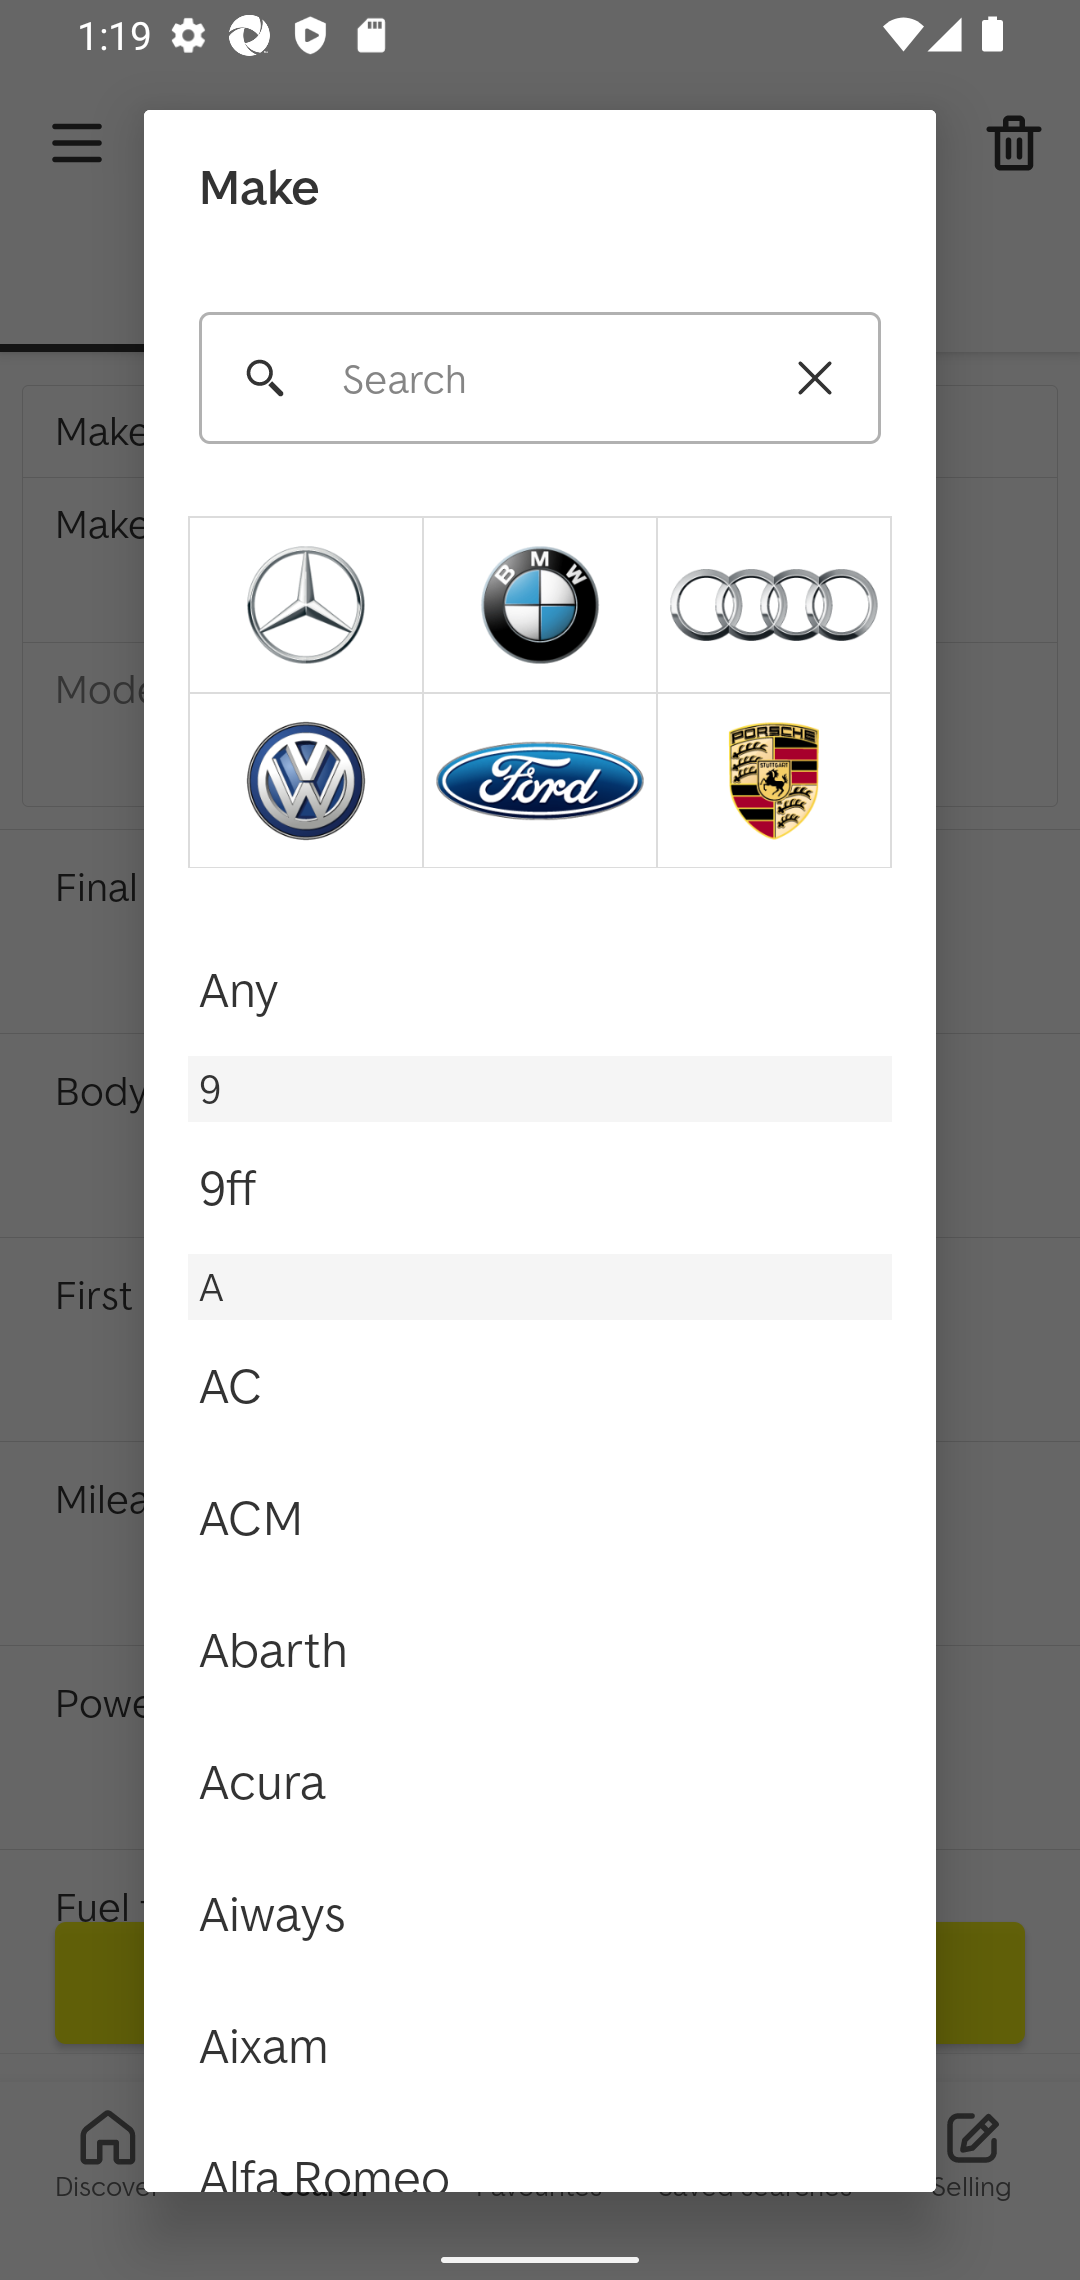 1:19
Make
Search
B M W
Ford
PORSCHE
STUTTGART
Make
Make
Mode
Final
Any
9
Body
9ff
First
A
AC
Milea
ACM
Abarth
Powe
Acura
Fuel
Aiways
Aixam
Alfa Romeo
Discover Search Favourites Saved searches Selling